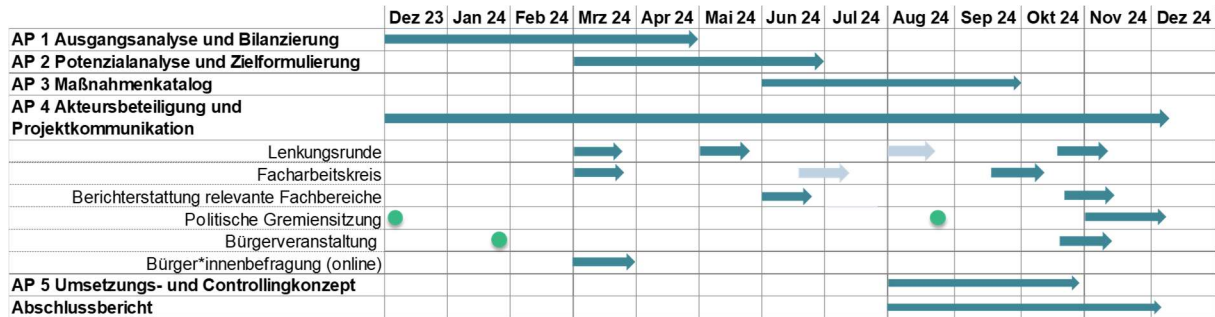 Dez 23 Jan 24 Feb 24 Mrz 24 Apr 24 Mai 24 Jun 24 Jul 24 Aug 24 Sep 24 Okt 24 Nov 24 Dez 24
AP 1 Ausgangsanalyse und Bilanzierung
AP 2 Potenzialanalyse und Zielformulierung
AP 3 Maßnahmenkatalog
AP 4 Akteursbeteiligung und
Projektkommunikation
Lenkungsrunde
Facharbeitskreis
Berichterstattung relevante Fachbereiche
Politische Gremiensitzung
Bürgerveranstaltung
Bürger*innenbefragung (online)
AP 5 Umsetzungs- und Controllingkonzept
Abschlussbericht